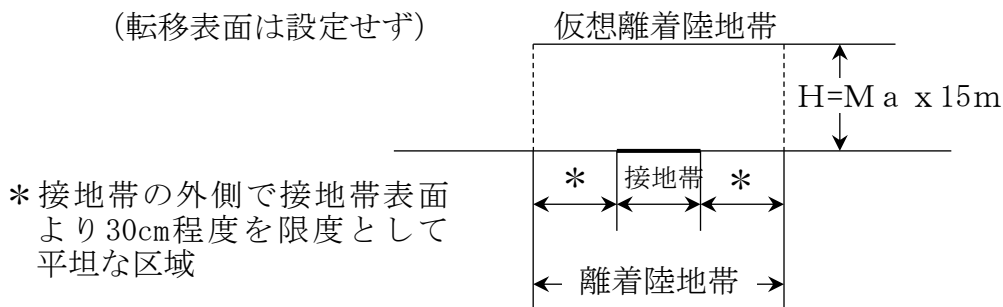 (転移表面は設定せず)
仮想離着陸地帯
H=Ma x 15m
＊ 接地帯 ＊
＊接地帯の外側で接地帯表面
より30cm程度を限度として
平坦な区域
離着陸地帯